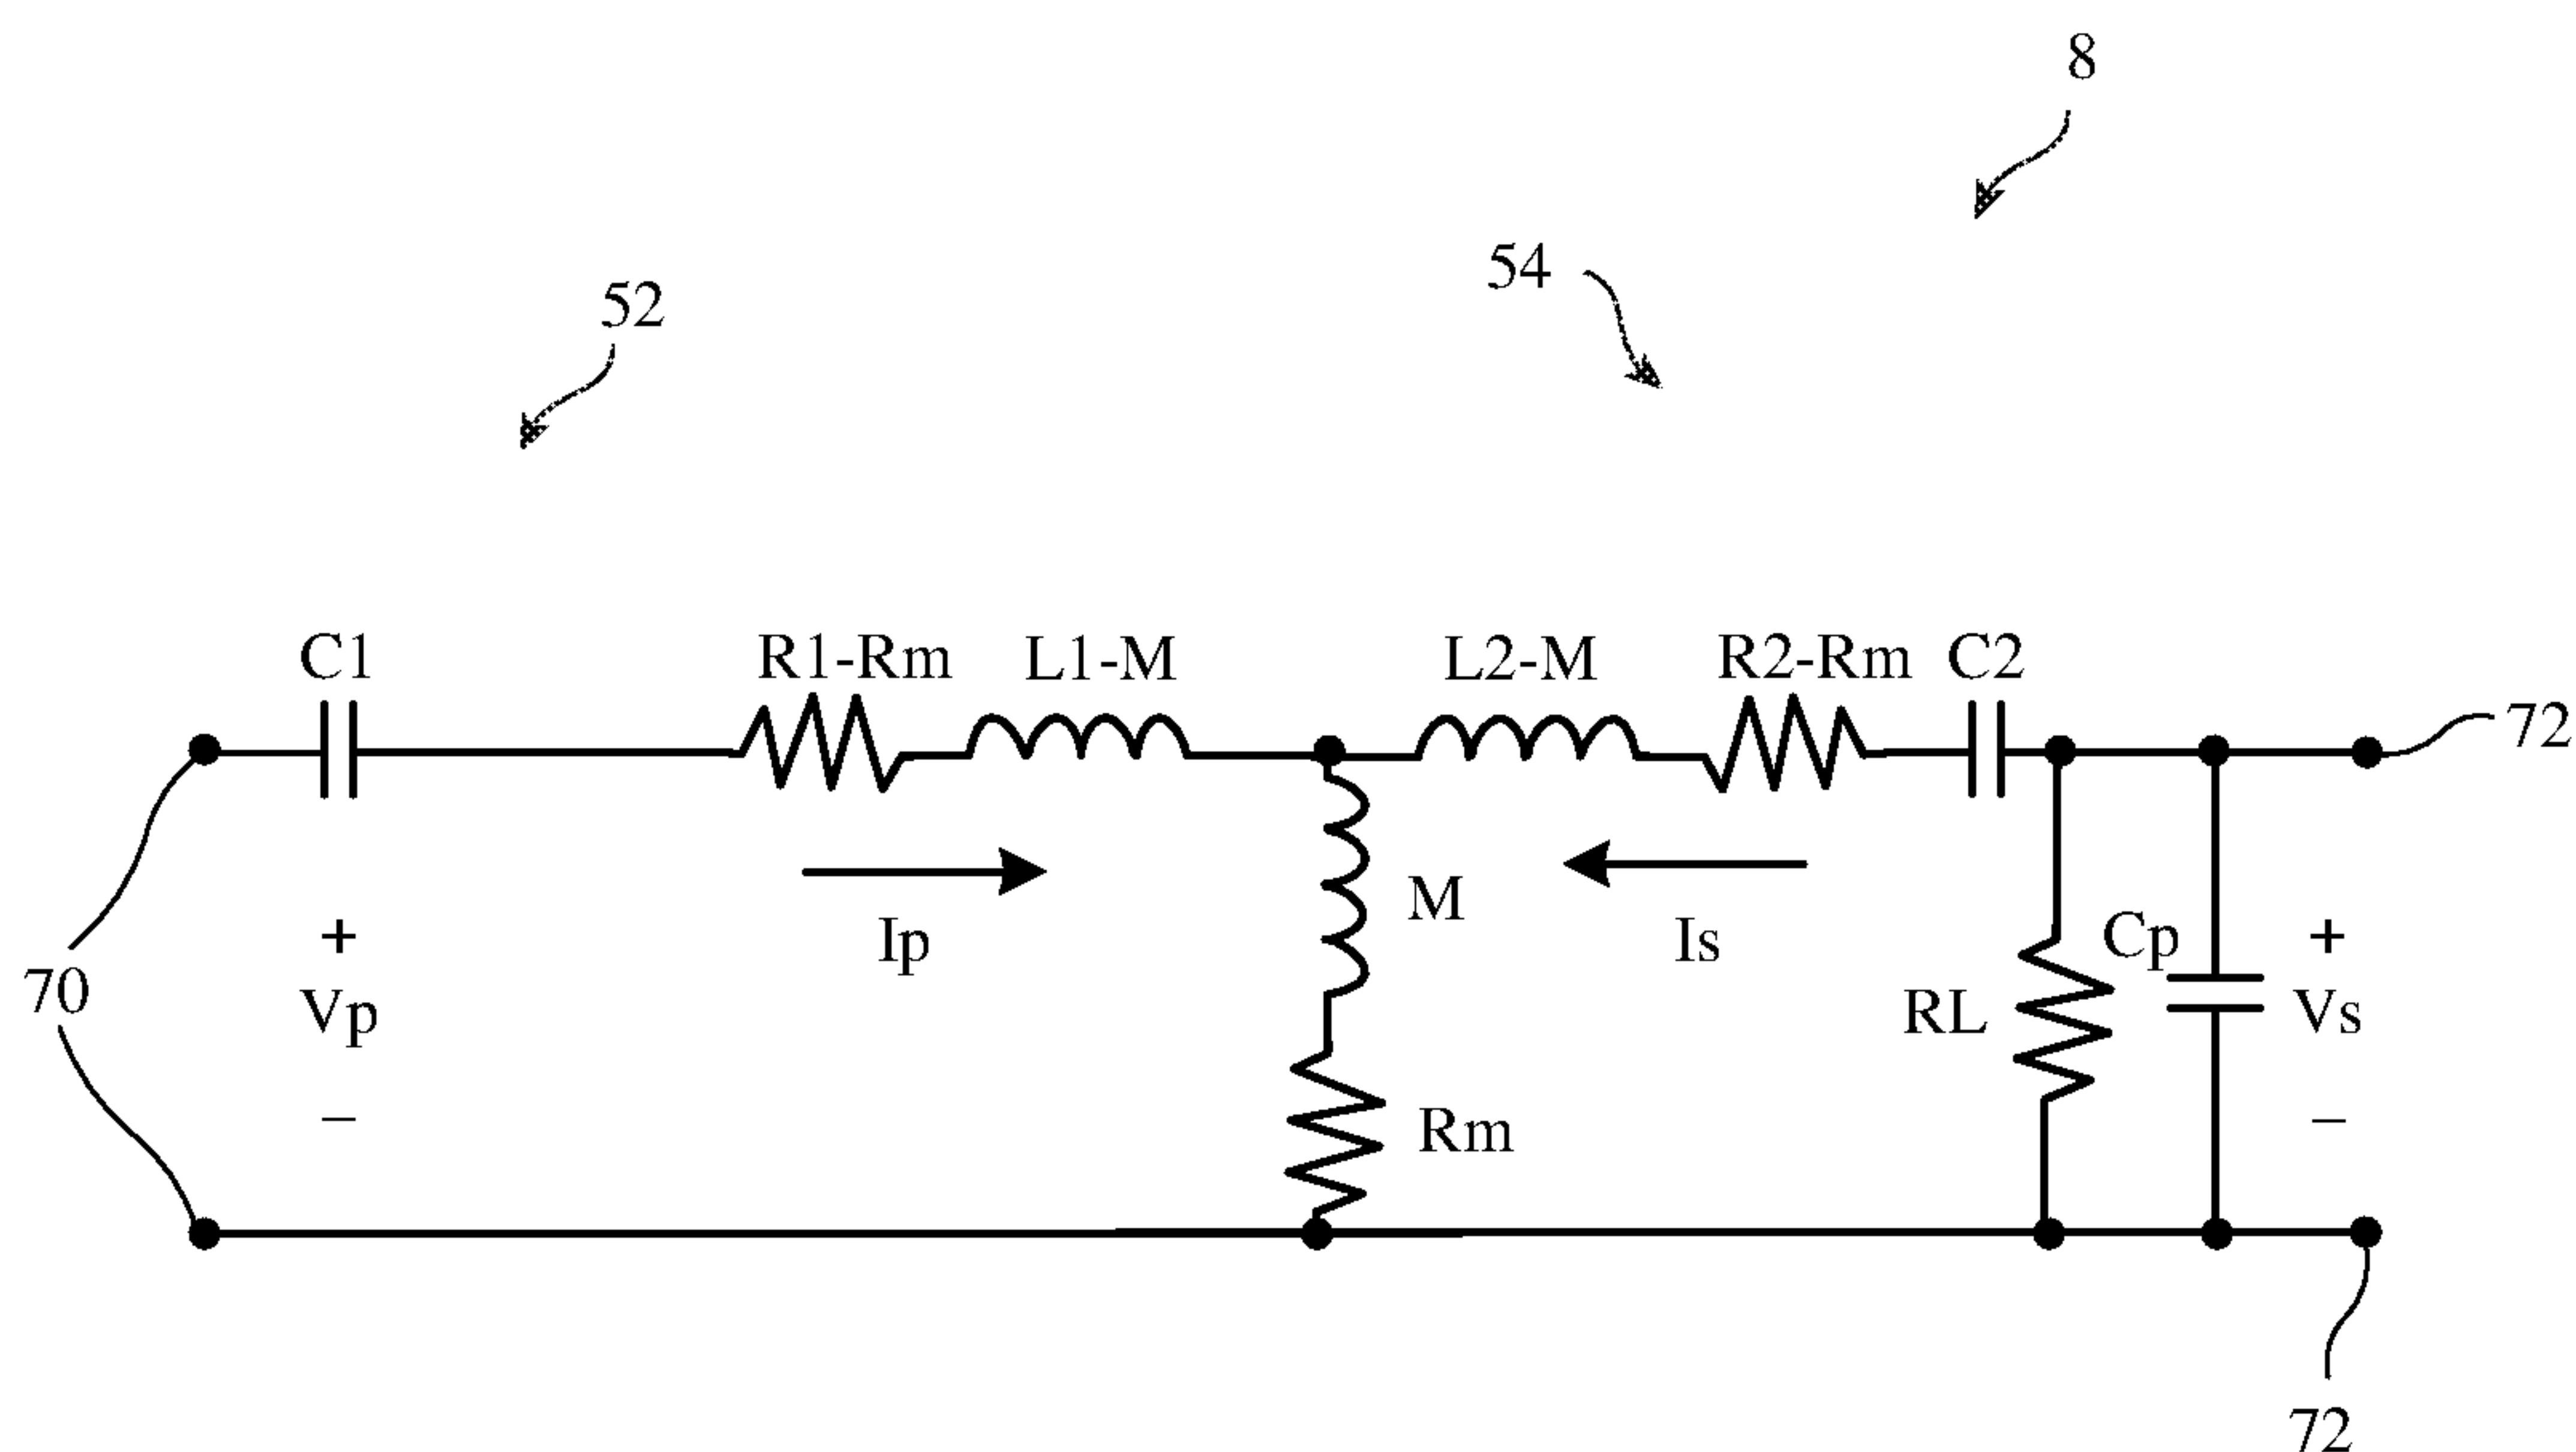 8
54
52
C1
R1-Rm
L1-M
L2-M
R2-Rm
C2
72
M
Ip
Is
Cp
+
Vp
–
+
Vs
–
70
RL
Rm
72